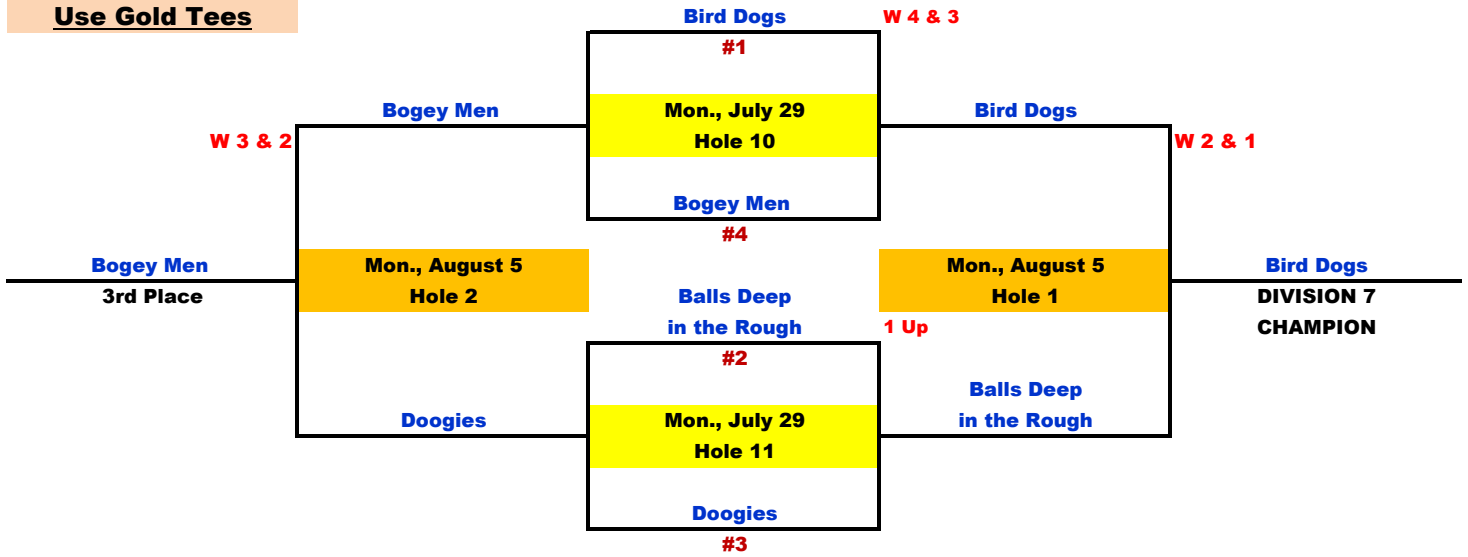 Use Gold Tees
Bird Dogs
W 4 & 3
#1
Bogey Men
Mon., July 29
Hole 10
Bird Dogs
W 3 & 2
W 2 & 1
Bogey Men
#4
Bogey Men
3rd Place
Mon., August 5
Hole 2
Mon., August 5
Hole 1
Bird Dogs
DIVISION 7
CHAMPION
Balls Deep
in the Rough
1 Up
#2
Doogies
Mon., July 29
Hole 11
Balls Deep
in the Rough
Doogies
#3